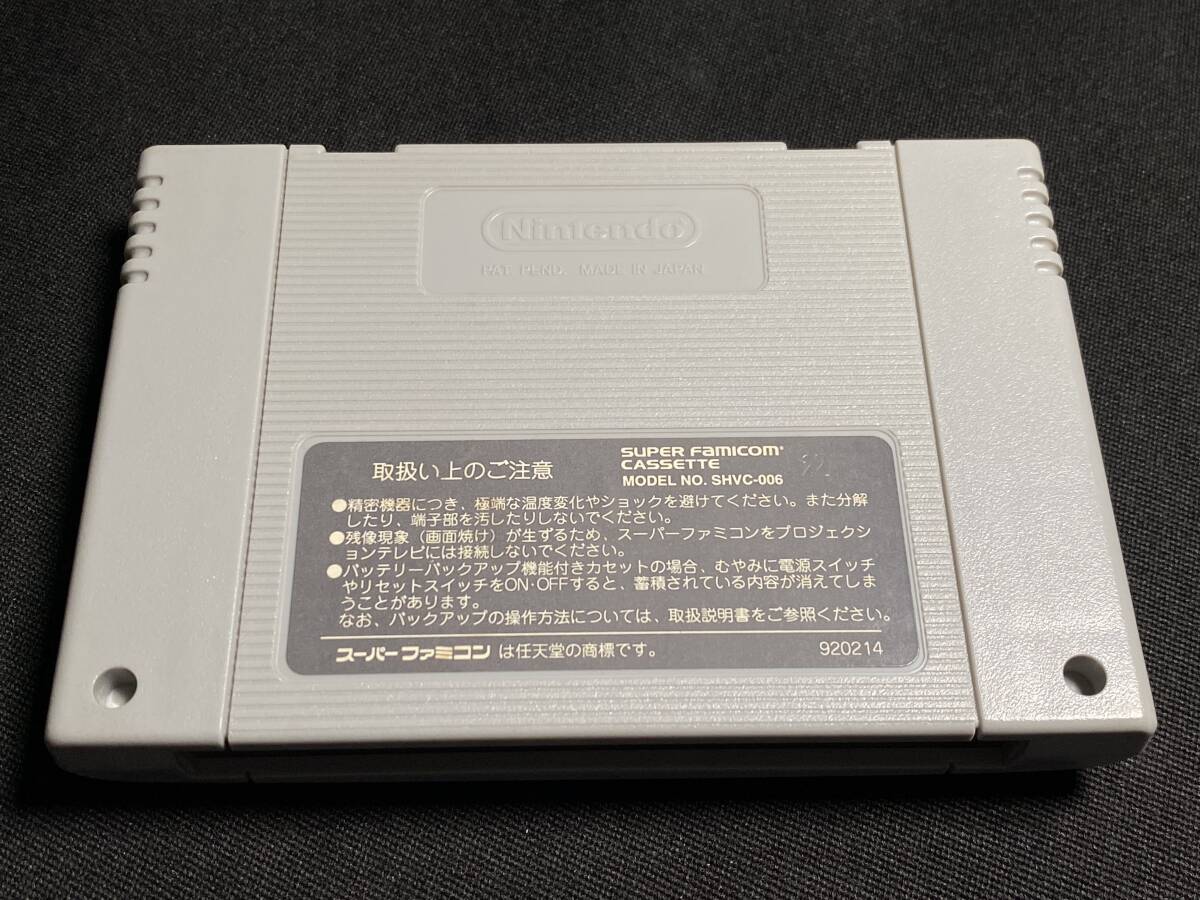 Nintendo
PAT. PEND. MADE IN JAPAN
取扱い上のご注意
SUPER FAMICOM
CASSETTE
MODEL NO. SHVC-006
●精密機器につき、極端な温度変化やショックを避けてください。また分解
したり、端子部を汚したりしないでください。
●残像現象（画面焼け）が生ずるため、スーパーファミコンをプロジェクシ
ョンテレビには接続しないでください。
●バッテリーバックアップ機能付きカセットの場合、むやみに電源スイッチ
やリセットスイッチをON·OFFすると、蓄積されている内容が消えてしま
うことがあります。
なお、バックアップの操作方法については、取扱説明書をご参照ください。
スーパーファミコン は任天堂の商標です。
920214